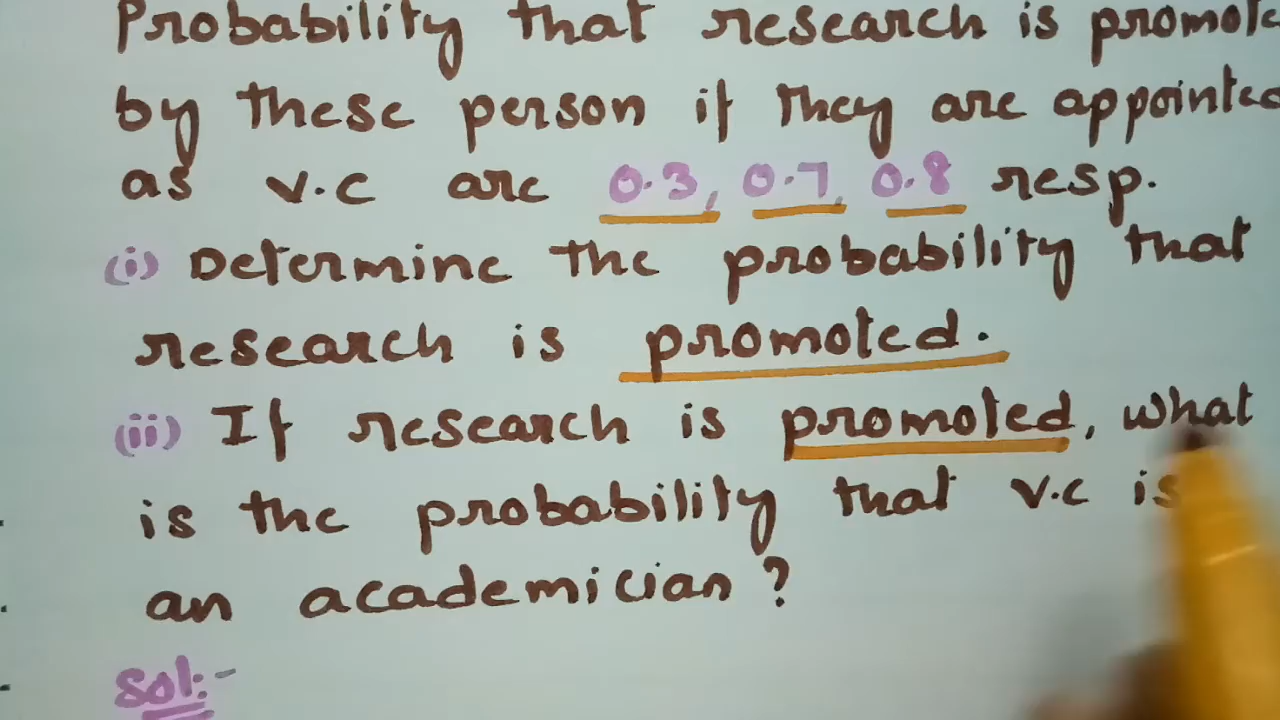 Probability that research is promote
by these person if they are appointed
as v.c are 0.3, 0.7, 0.8 resp.
(i) Determine the probability that
research is promoted.
(ii) If research is promoted, what
is the probability that v.c is
an academician?
Sol:-